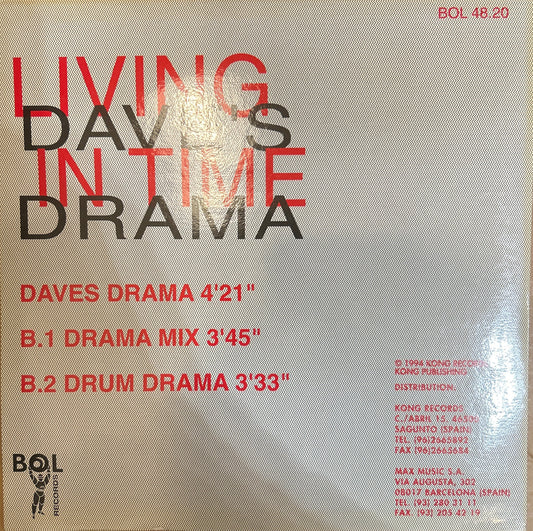 BOL 48.20
LIVING
DAVE'S
IN TIME
DRAMA
DAVES DRAMA 4'21"
B.1 DRAMA MIX 3'45"
B.2 DRUM DRAMA 3'33"
© 1994 KONG RECORDS
KONG PUBLISHING
DISTRIBUTION:
KONG RECORDS
C./ABRIL 15. 46500
SAGUNTO (SPAIN)
TEL. (96)2665892
FAX (96)2665684
MAX MUSIC S.A.
VIA AUGUSTA, 302
08017 BARCELONA (SPAIN)
TEL. (93) 280 31 11
FAX. (93) 205 42 19
BOL
RECORDS